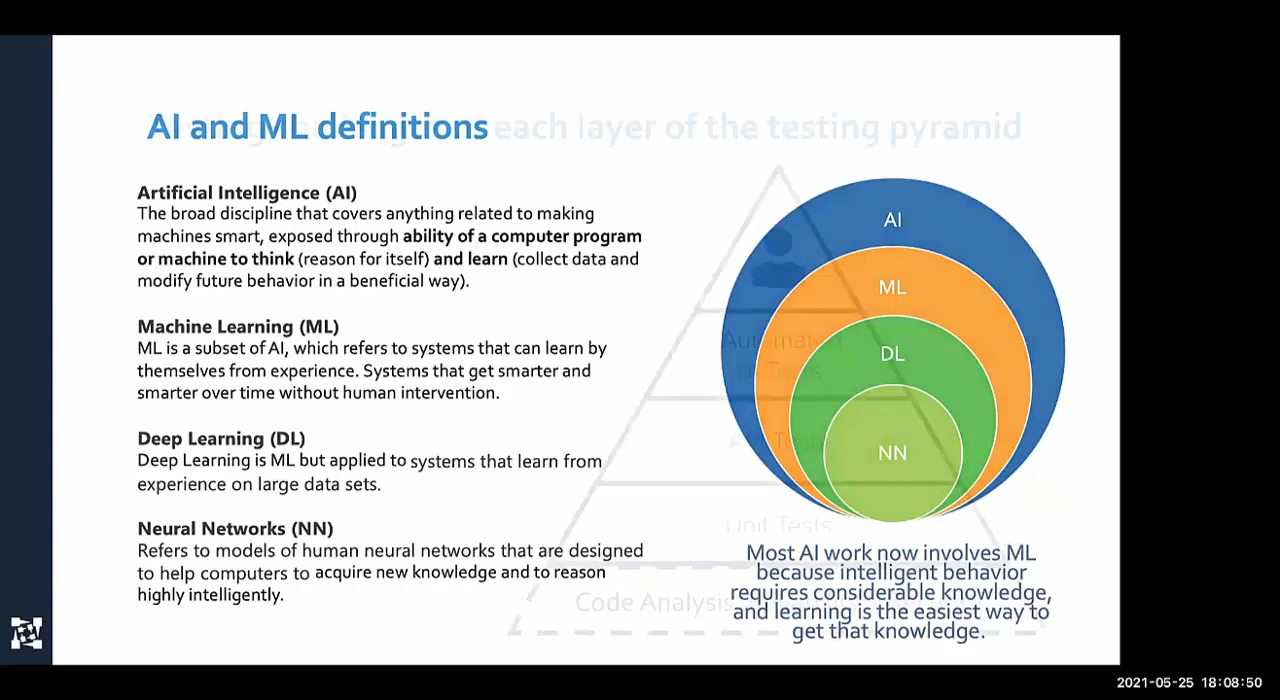 AI and ML definitions each layer of the testing pyramid
Artificial Intelligence (AI)
The broad discipline that covers anything related to making
machines smart, exposed through ability of a computer program
or machine to think (reason for itself) and learn (collect data and
modify future behavior in a beneficial way).
Machine Learning (ML)
ML is a subset of AI, which refers to systems that can learn by
themselves from experience. Systems that get smarter and
smarter over time without human intervention.
Deep Learning (DL)
Deep Learning is ML but applied to systems that learn from
experience on large data sets.
Neural Networks (NN)
Refers to models of human neural networks that are designed
to help computers to acquire new knowledge and to reason
highly intelligently.
AI
ML
DL
NN
Unit Tests
Code Analysis
Most AI work now involves ML
because intelligent behavior
requires considerable knowledge,
and learning is the easiest way to
get that knowledge.
2021-05-25 18:08:50